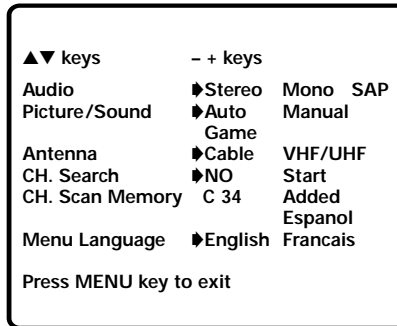 ▲▼ keys – + keys
Audio ➧Stereo Mono SAP
Picture/Sound ➧Auto Manual
Game
Antenna ➧Cable VHF/UHF
CH. Search ➧NO Start
CH. Scan Memory C 34 Added
Espanol
Menu Language ➧English Francais
Press MENU key to exit